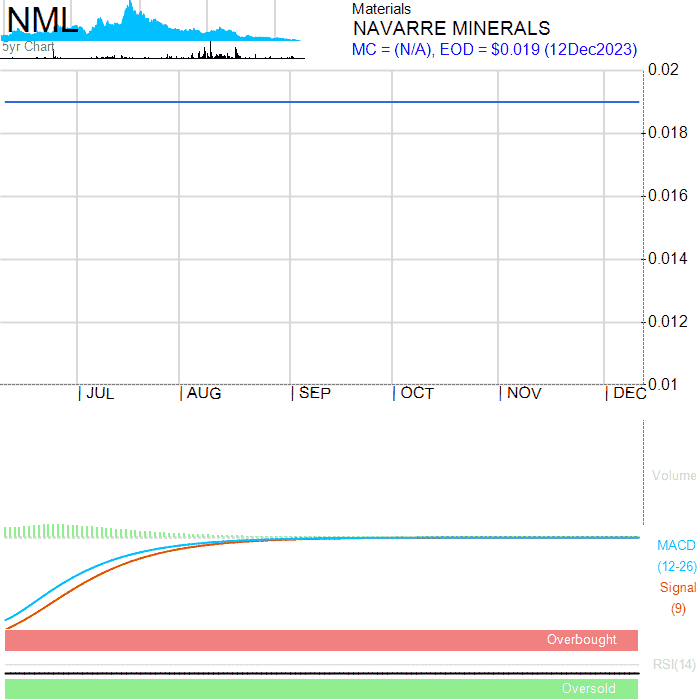 NML
5yr Chart
Materials
NAVARRE MINERALS
MC = (N/A), EOD = $0.019 (12Dec2023)
0.02
0.018
0.016
0.014
0.012
0.01
| JUL | AUG | SEP | OCT | NOV | DEC
Volume
MACD
(12-26)
Signal
(9)
Overbought
RSI(14)
Oversold